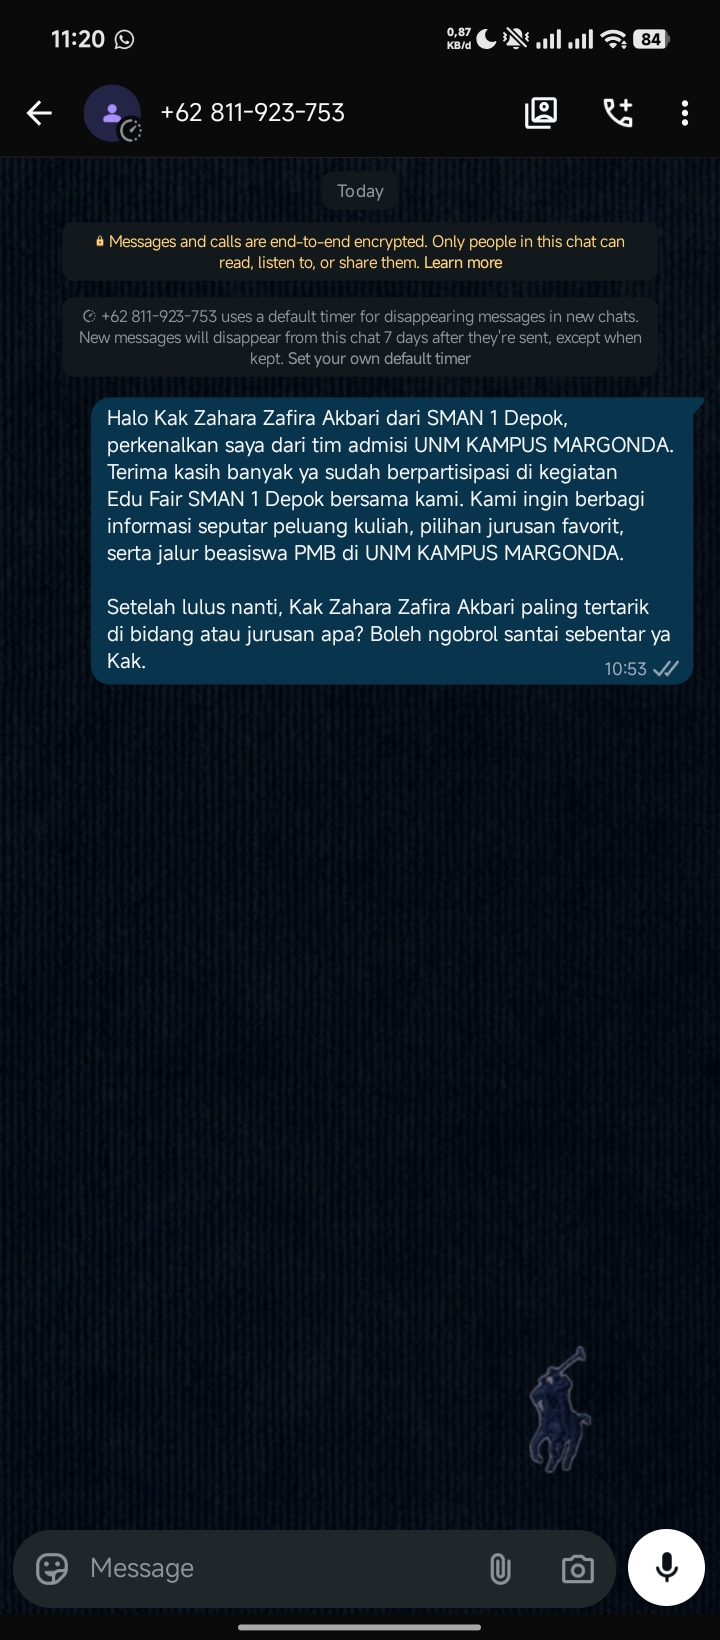 11:20
0,87
KB/d
84
+62 811-923-753
Today
Messages and calls are end-to-end encrypted. Only people in this chat can
read, listen to, or share them. Learn more
+62 811-923-753 uses a default timer for disappearing messages in new chats.
New messages will disappear from this chat 7 days after they're sent, except when
kept. Set your own default timer
Halo Kak Zahara Zafira Akbari dari SMAN 1 Depok,
perkenalkan saya dari tim admisi UNM KAMPUS MARGONDA.
Terima kasih banyak ya sudah berpartisipasi di kegiatan
Edu Fair SMAN 1 Depok bersama kami. Kami ingin berbagi
informasi seputar peluang kuliah, pilihan jurusan favorit,
serta jalur beasiswa PMB di UNM KAMPUS MARGONDA.
Setelah lulus nanti, Kak Zahara Zafira Akbari paling tertarik
di bidang atau jurusan apa? Boleh ngobrol santai sebentar ya
Kak.
10:53
Message